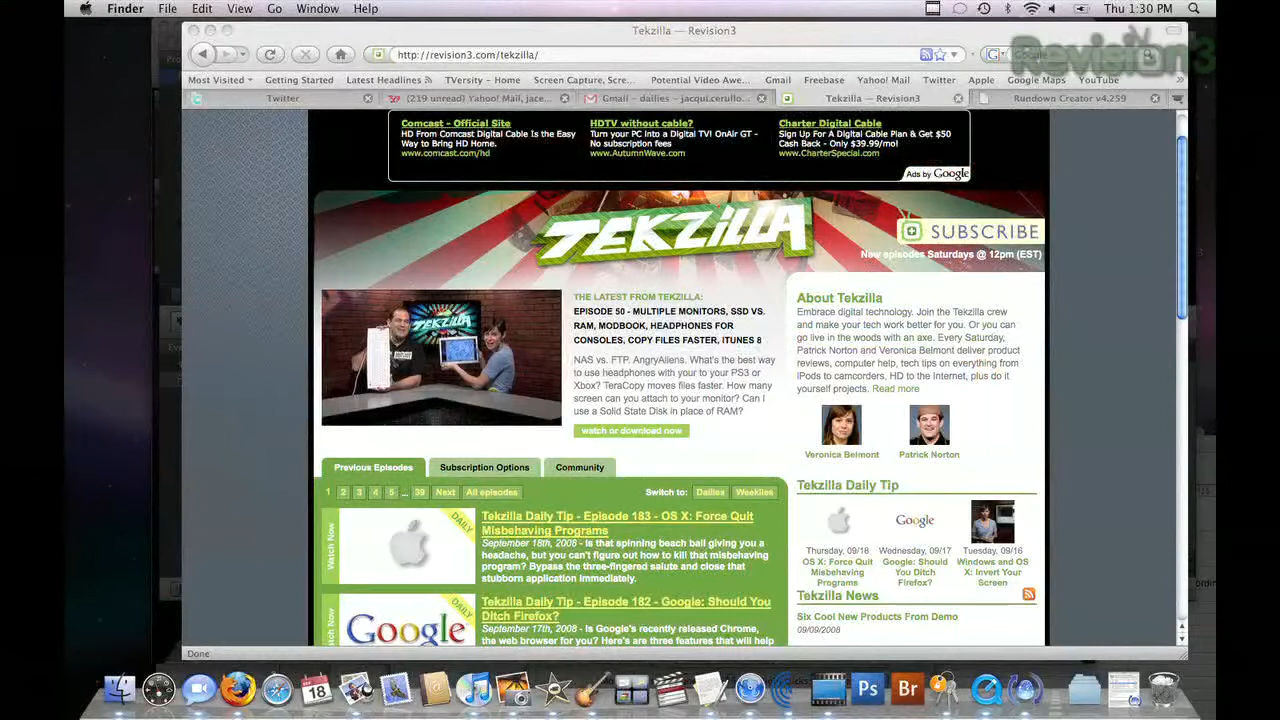 Finder File Edit View Go Window Help
Thu 1:30 PM
Tekzilla — Revision3
Revision3
http://revision3.com/tekzilla/
Most Visited Getting Started Latest Headlines TVersity - Home Screen Capture, Scre... Potential Video Awe... Gmail Freebase Yahoo! Mail Twitter Apple Google Maps YouTube
Twitter (219 unread) Yahoo! Mail, jace... Gmail - dailies - jacqui.cerullo... Tekzilla — Revision3 Rundown Creator v4.259
Comcast - Official Site
HD From Comcast Digital Cable Is the Easy
Way to Bring HD Home.
www.comcast.com/hd
HDTV without cable?
Turn your PC Into a Digital TV! OnAir GT -
No subscription fees
www.AutumnWave.com
Charter Digital Cable
Sign Up For A Digital Cable Plan & Get $50
Cash Back - Only $39.99/mo!
www.CharterSpecial.com
Ads by Google
TEKZILLA
SUBSCRIBE
New episodes Saturdays @ 12pm (EST)
TEKZILLA
THE LATEST FROM TEKZILLA:
EPISODE 50 - MULTIPLE MONITORS, SSD VS.
RAM, MODBOOK, HEADPHONES FOR
CONSOLES, COPY FILES FASTER, ITUNES 8
NAS vs. FTP. AngryAliens. What's the best way
to use headphones with your to your PS3 or
Xbox? TeraCopy moves files faster. How many
screen can you attach to your monitor? Can I
use a Solid State Disk in place of RAM?
watch or download now
About Tekzilla
Embrace digital technology. Join the Tekzilla crew
and make your tech work better for you. Or you can
go live in the woods with an axe. Every Saturday,
Patrick Norton and Veronica Belmont deliver product
reviews, computer help, tech tips on everything from
iPods to camcorders, HD to the Internet, plus do it
yourself projects. Read more
Veronica Belmont Patrick Norton
Previous Episodes Subscription Options Community
1 2 3 4 5 ... 39 Next All episodes Switch to: Dailies Weeklies
Watch Now
DAILY
Tekzilla Daily Tip - Episode 183 - OS X: Force Quit
Misbehaving Programs
September 18th, 2008 - Is that spinning beach ball giving you a
headache, but you can't figure out how to kill that misbehaving
program? Bypass the three-fingered salute and close that
stubborn application immediately.
Google
DAILY
Tekzilla Daily Tip - Episode 182 - Google: Should You
Ditch Firefox?
September 17th, 2008 - Is Google's recently released Chrome,
the web browser for you? Here are three features that will help
Tekzilla Daily Tip
Google
Thursday, 09/18
OS X: Force Quit
Misbehaving
Programs
Wednesday, 09/17
Google: Should
You Ditch
Firefox?
Tuesday, 09/16
Windows and OS
X: Invert Your
Screen
Tekzilla News
Six Cool New Products From Demo
09/09/2008
Done
18
Ps
Br